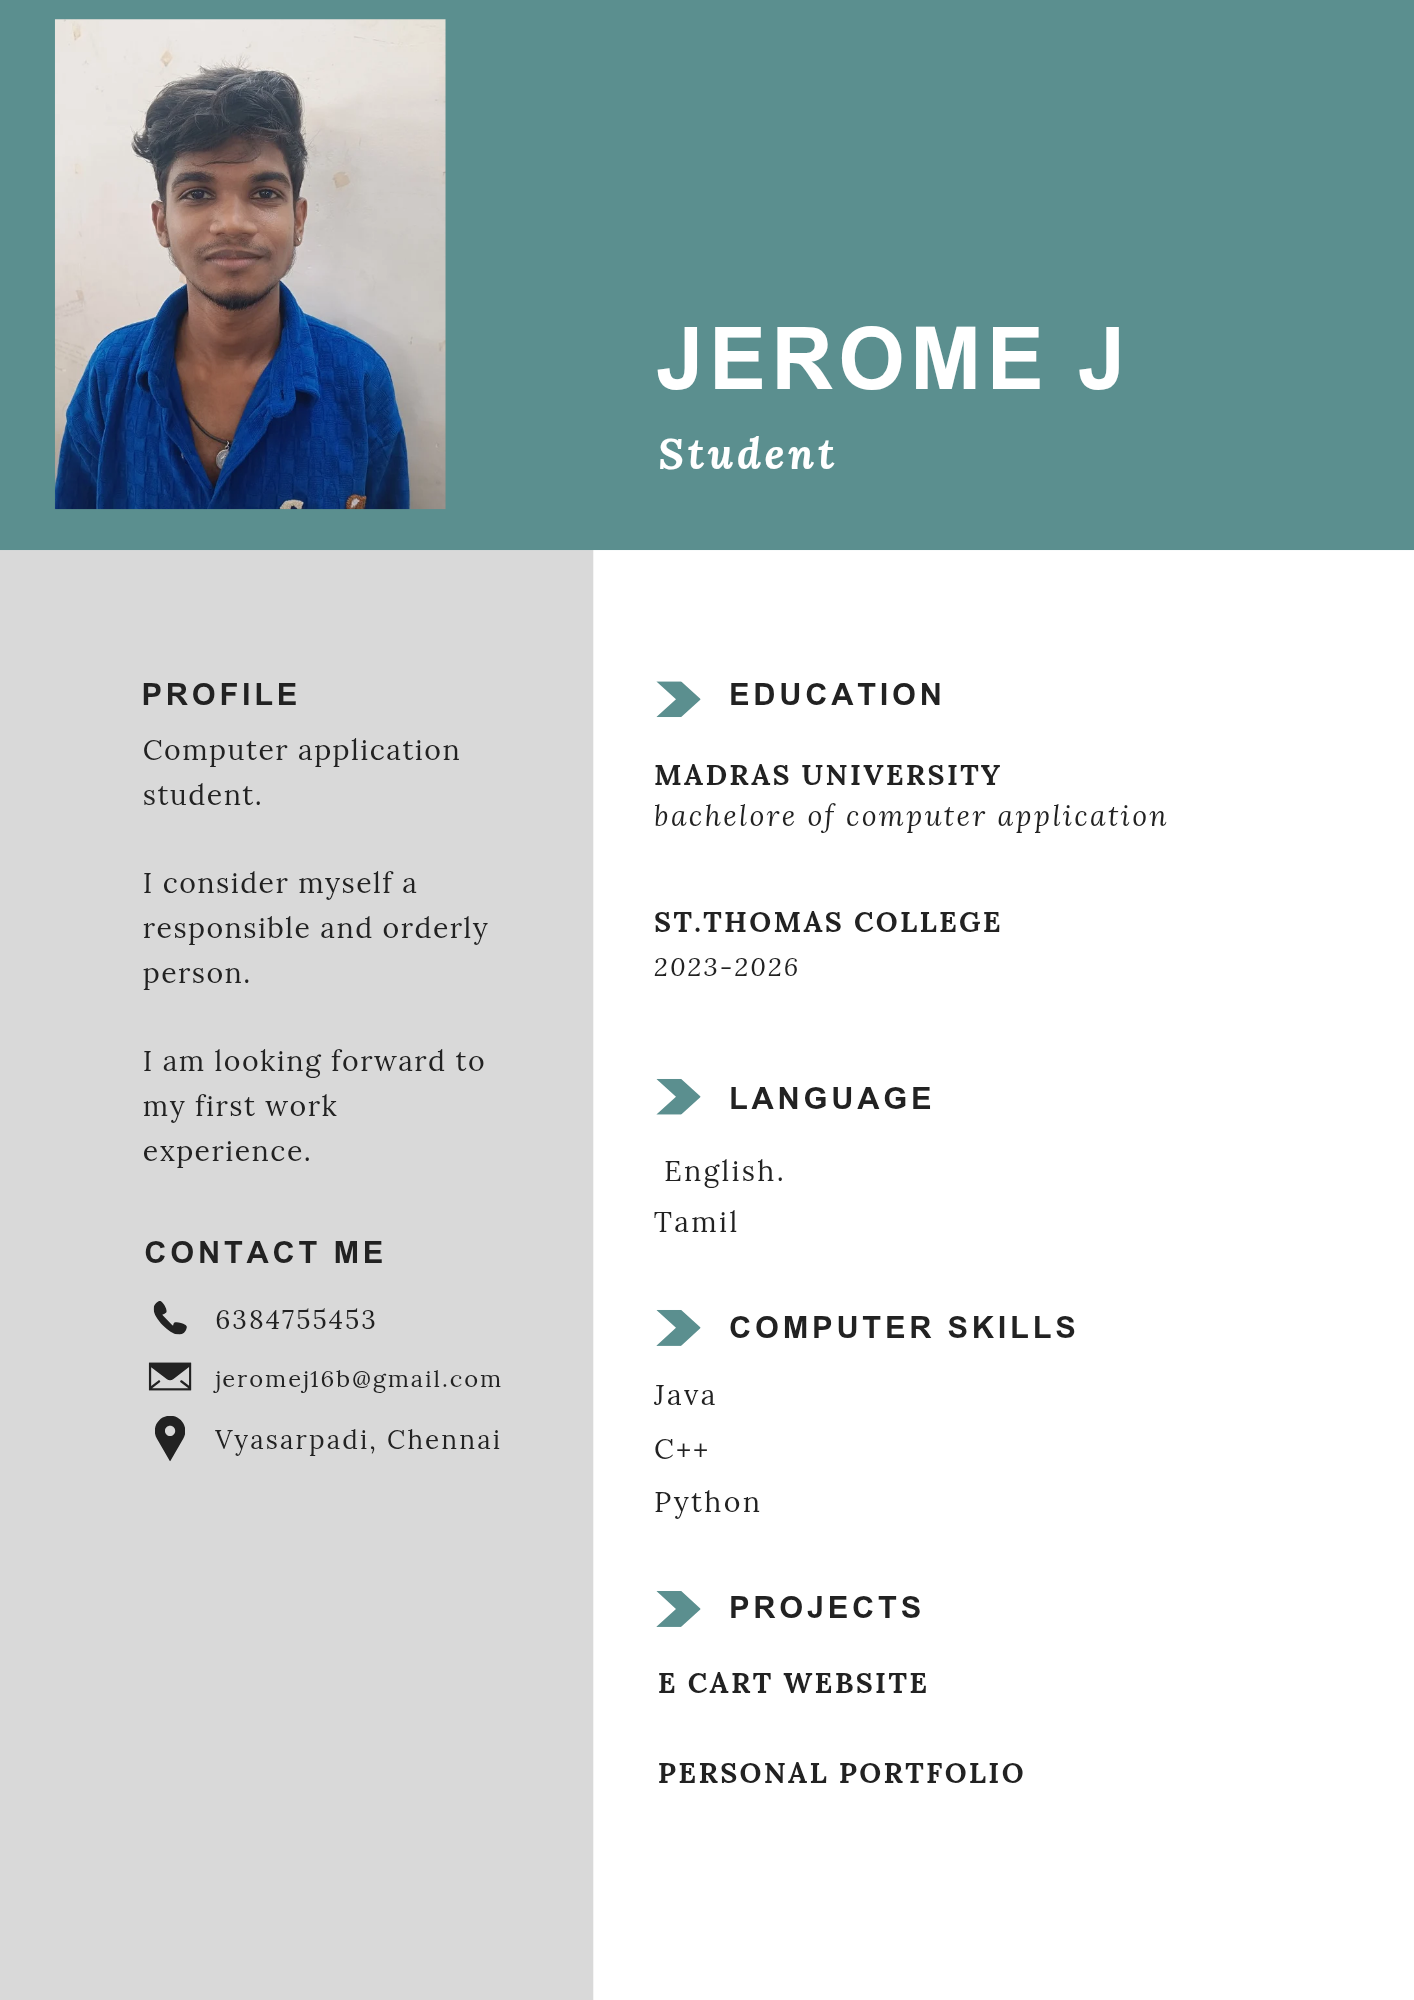 JEROME J
Student
PROFILE
Computer application
student.
I consider myself a
responsible and orderly
person.
I am looking forward to
my first work
experience.
CONTACT ME
6384755453
jeromej16b@gmail.com
Vyasarpadi, Chennai
EDUCATION
MADRAS UNIVERSITY
bachelore of computer application
ST.THOMAS COLLEGE
2023-2026
LANGUAGE
English.
Tamil
COMPUTER SKILLS
Java
C++
Python
PROJECTS
E CART WEBSITE
PERSONAL PORTFOLIO